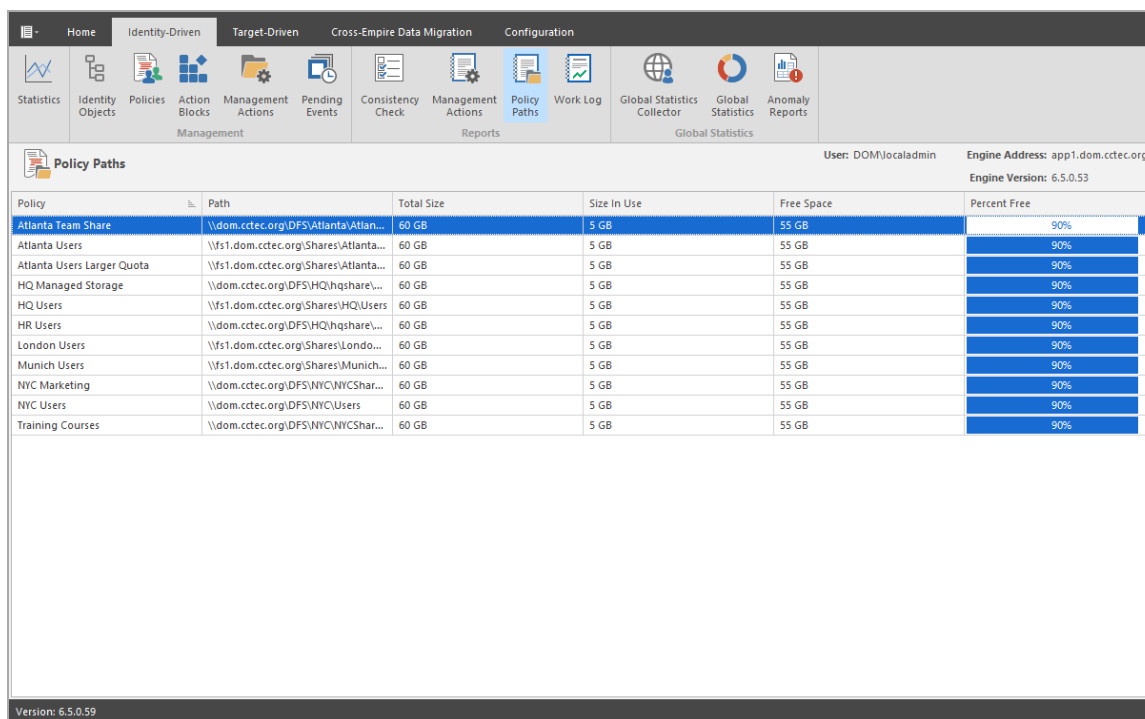 Home Identity-Driven Target-Driven Cross-Empire Data Migration Configuration
Statistics Identity Objects Policies Action Blocks Management Actions Pending Events Consistency Check Management Actions Policy Paths Work Log Global Statistics Collector Global Statistics Anomaly Reports
Management Reports Global Statistics
Policy Paths User: DOM\localadmin Engine Address: app1.dom.cctec.org
Engine Version: 6.5.0.53
Policy Path Total Size Size In Use Free Space Percent Free
Atlanta Team Share \\dom.cctec.org\DFS\Atlanta\Atlan... 60 GB 5 GB 55 GB 90%
Atlanta Users \\fs1.dom.cctec.org\Shares\Atlanta... 60 GB 5 GB 55 GB 90%
Atlanta Users Larger Quota \\fs1.dom.cctec.org\Shares\Atlanta... 60 GB 5 GB 55 GB 90%
HQ Managed Storage \\dom.cctec.org\DFS\HQ\hqshare\... 60 GB 5 GB 55 GB 90%
HQ Users \\fs1.dom.cctec.org\Shares\HQ\Users 60 GB 5 GB 55 GB 90%
HR Users \\dom.cctec.org\DFS\HQ\hqshare\... 60 GB 5 GB 55 GB 90%
London Users \\fs1.dom.cctec.org\Shares\Londo... 60 GB 5 GB 55 GB 90%
Munich Users \\fs1.dom.cctec.org\Shares\Munich... 60 GB 5 GB 55 GB 90%
NYC Marketing \\dom.cctec.org\DFS\NYC\NYCShar... 60 GB 5 GB 55 GB 90%
NYC Users \\dom.cctec.org\DFS\NYC\Users 60 GB 5 GB 55 GB 90%
Training Courses \\dom.cctec.org\DFS\NYC\NYCShar... 60 GB 5 GB 55 GB 90%
Version: 6.5.0.59